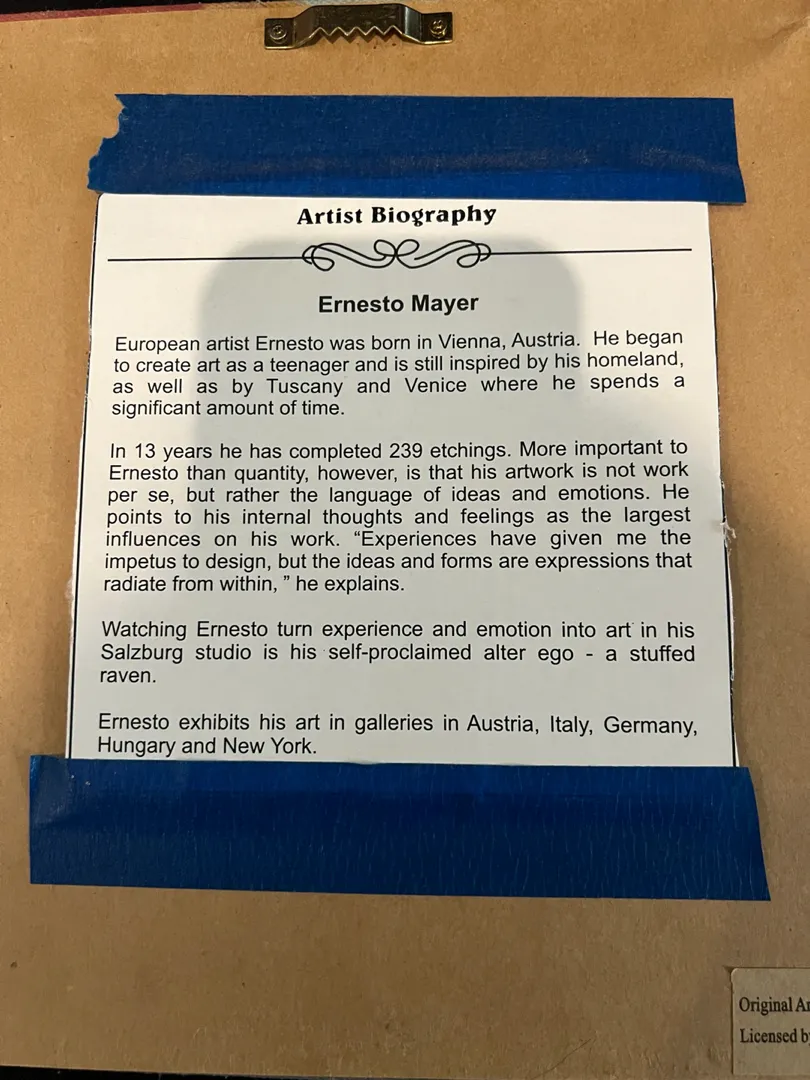 Artist Biography
Ernesto Mayer
European artist Ernesto was born in Vienna, Austria. He began
to create art as a teenager and is still inspired by his homeland,
as well as by Tuscany and Venice where he spends a
significant amount of time.
In 13 years he has completed 239 etchings. More important to
Ernesto than quantity, however, is that his artwork is not work
per se, but rather the language of ideas and emotions. He
points to his internal thoughts and feelings as the largest
influences on his work. “Experiences have given me the
impetus to design, but the ideas and forms are expressions that
radiate from within, ” he explains.
Watching Ernesto turn experience and emotion into art in his
Salzburg studio is his self-proclaimed alter ego - a stuffed
raven.
Ernesto exhibits his art in galleries in Austria, Italy, Germany,
Hungary and New York.
Original
Licensed